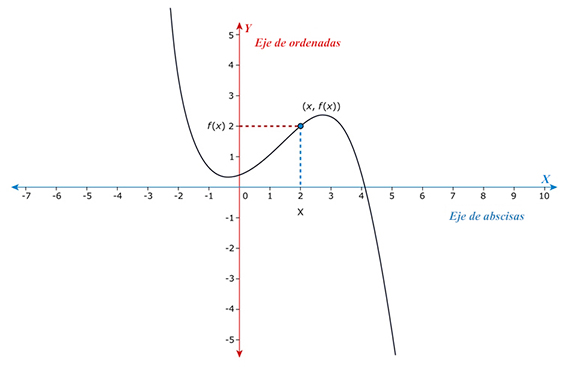 Y
5
Eje de ordenadas
4
3
(x, f(x))
f(x) 2
1
X
-7 -6 -5 -4 -3 -2 -1 0 1 2 3 4 5 6 7 8 9 10
X
Eje de abscisas
-1
-2
-3
-4
-5